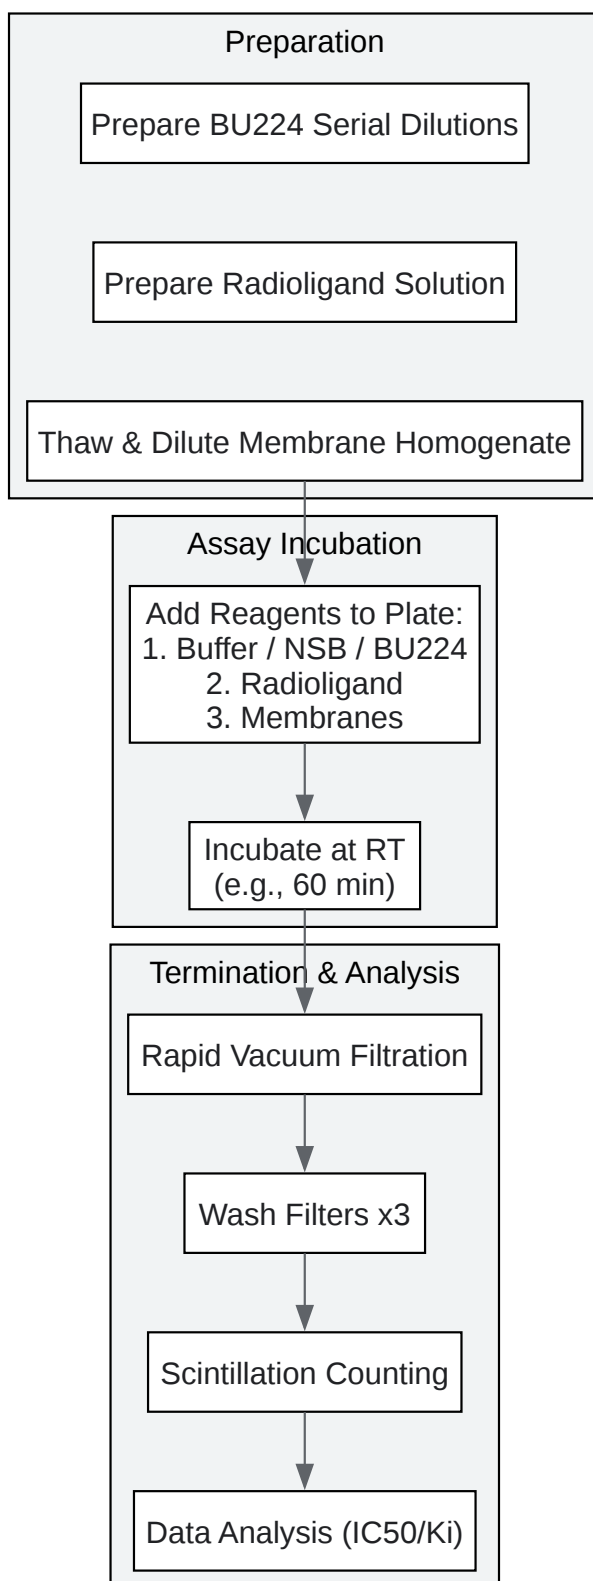 Preparation
Prepare BU224 Serial Dilutions
Prepare Radioligand Solution
Thaw & Dilute Membrane Homogenate
Assay Incubation
Add Reagents to Plate:
1. Buffer / NSB / BU224
2. Radioligand
3. Membranes
Incubate at RT
(e.g., 60 min)
Termination & Analysis
Rapid Vacuum Filtration
Wash Filters x3
Scintillation Counting
Data Analysis (IC50/Ki)